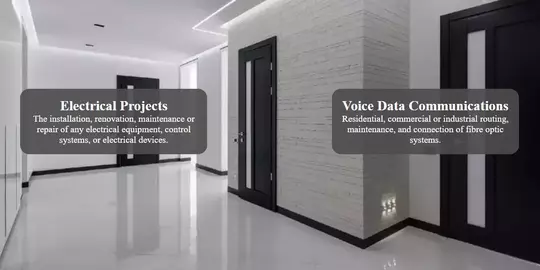 Electrical Projects
The installation, renovation, maintenance or
repair of any electrical equipment, control
systems, or electrical devices.
Voice Data Communications
Residential, commercial or industrial routing,
maintenance, and connection of fibre optic
systems.